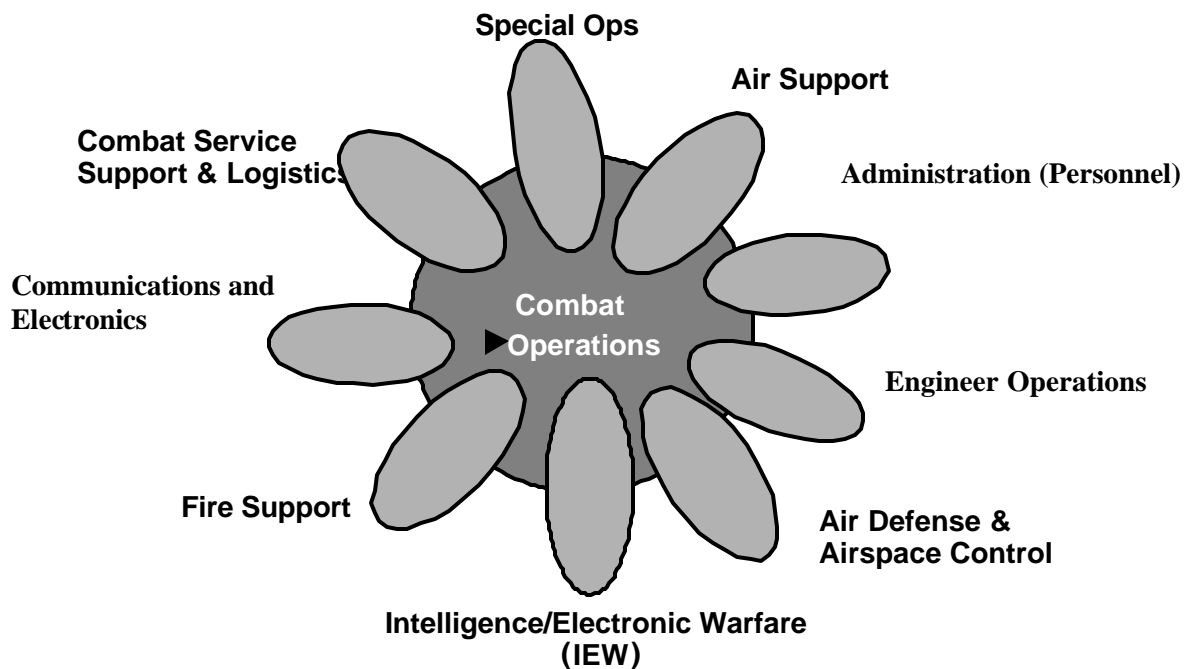 Special Ops
Air Support
Combat Service
Support & Logistics
Administration (Personnel)
Communications and
Electronics
Combat
Operations
Engineer Operations
Fire Support
Air Defense &
Airspace Control
Intelligence/Electronic Warfare
(IEW)